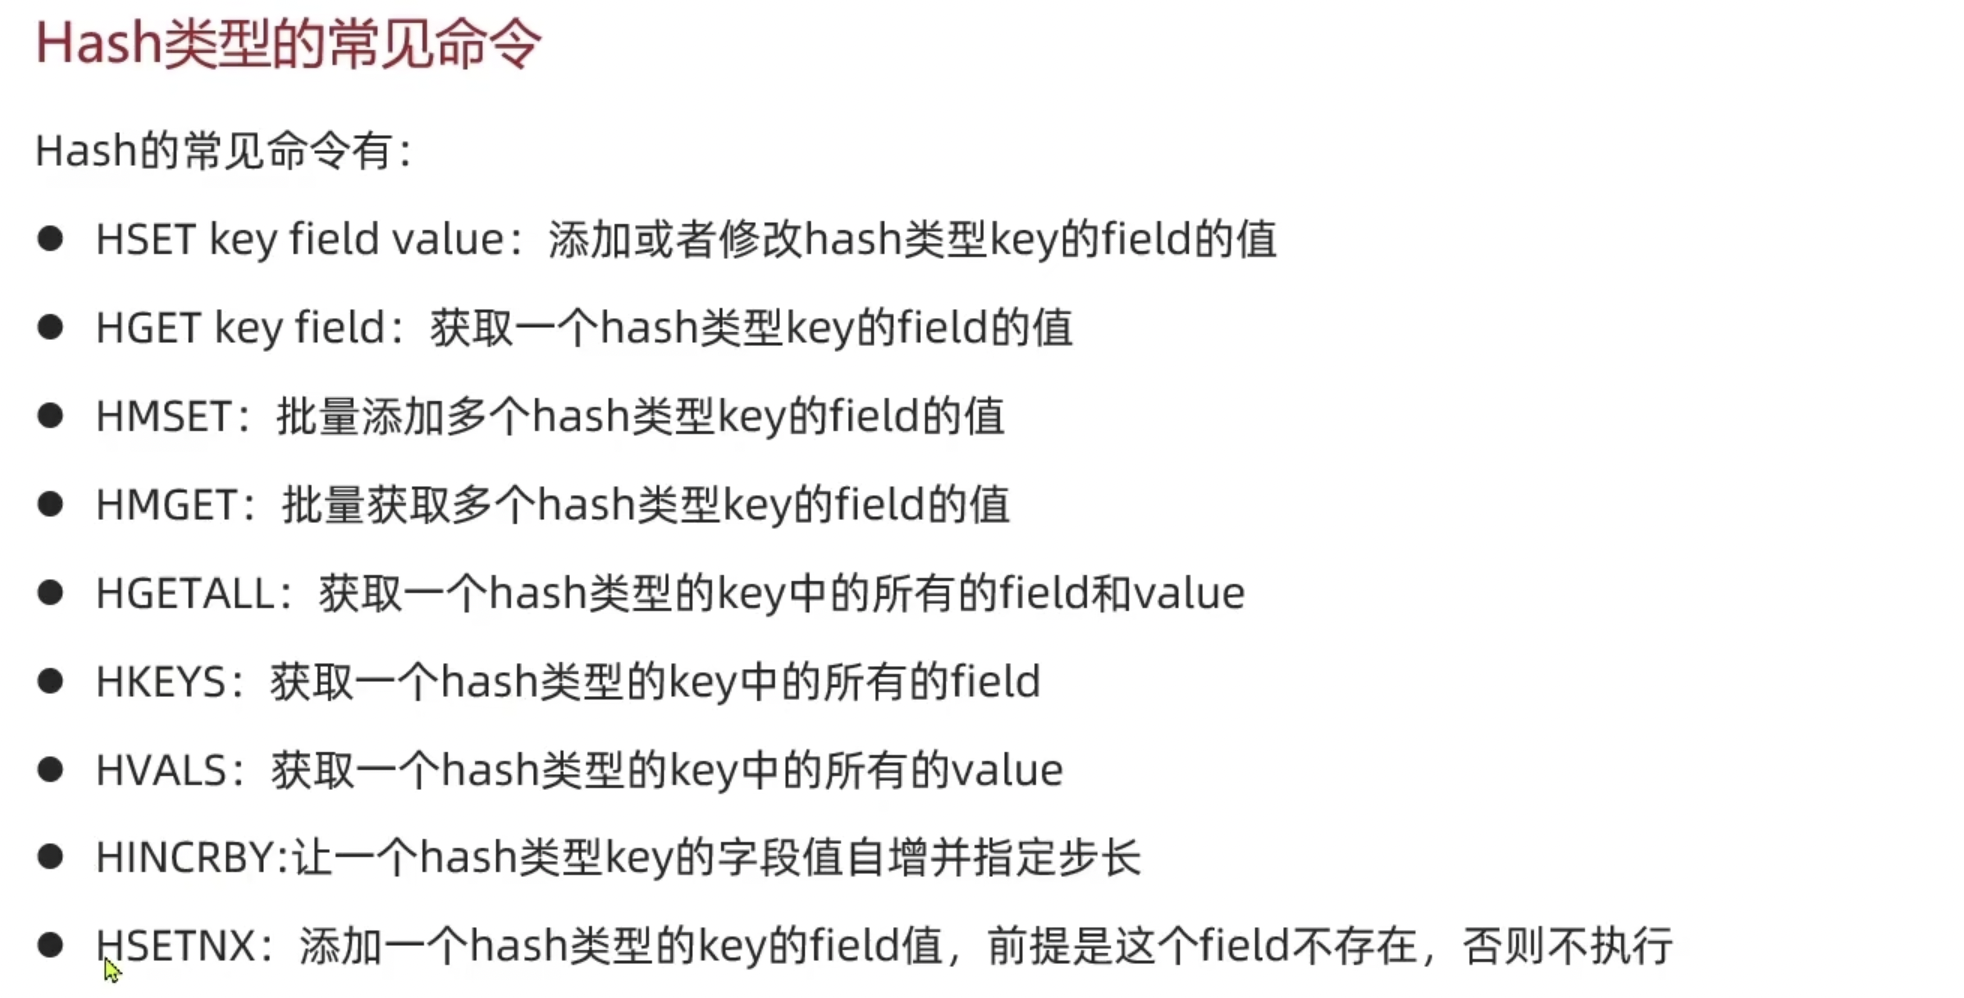 Hash类型的常见命令
Hash的常见命令有：
● HSET key field value：添加或者修改hash类型key的field的值
● HGET key field：获取一个hash类型key的field的值
● HMSET：批量添加多个hash类型key的field的值
● HMGET：批量获取多个hash类型key的field的值
● HGETALL：获取一个hash类型的key中的所有的field和value
● HKEYS：获取一个hash类型的key中的所有的field
● HVALS：获取一个hash类型的key中的所有的value
● HINCRBY:让一个hash类型key的字段值自增并指定步长
● HSETNX：添加一个hash类型的key的field值，前提是这个field不存在，否则不执行